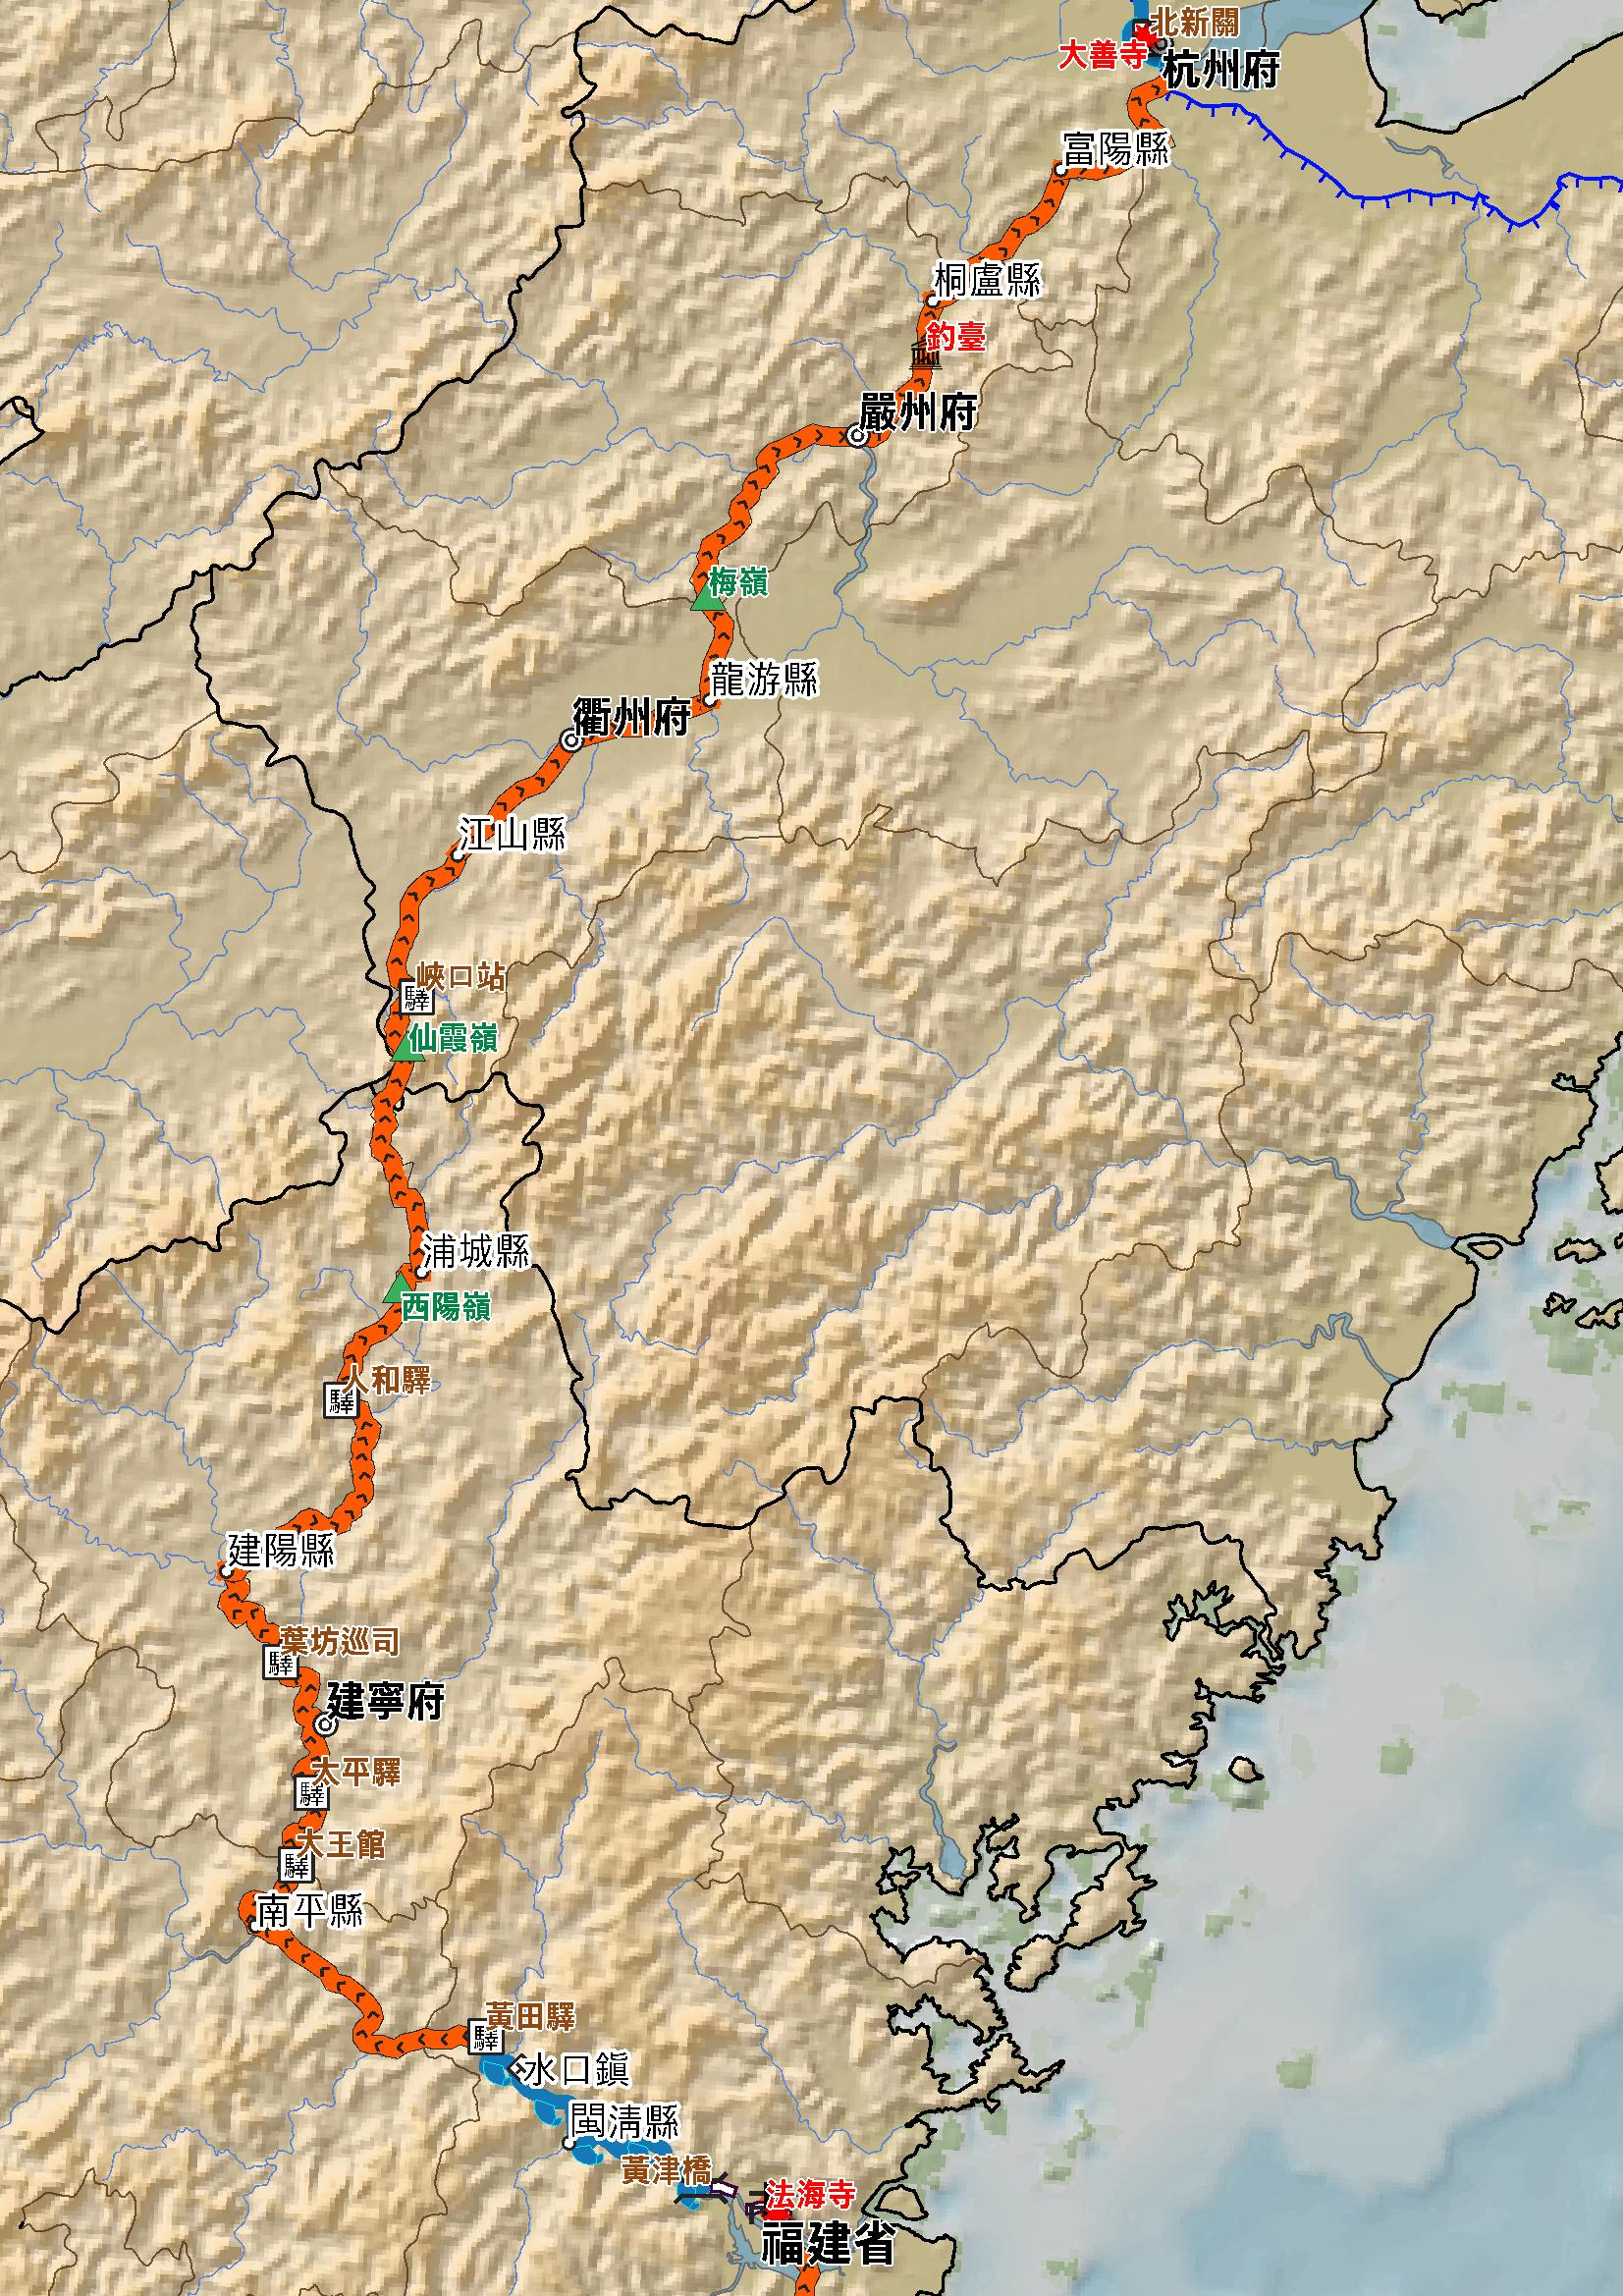 北新關
大善寺
杭州府
富陽縣
桐盧縣
釣臺
嚴州府
梅嶺
龍游縣
衢州府
江山縣
峽口站
驛
仙霞嶺
浦城縣
西陽嶺
人和驛
驛
建陽縣
葉坊巡司
驛
建寧府
太平驛
驛
大王館
驛
南平縣
黃田驛
驛
水口鎭
閩淸縣
黃津橋
法海寺
福建省